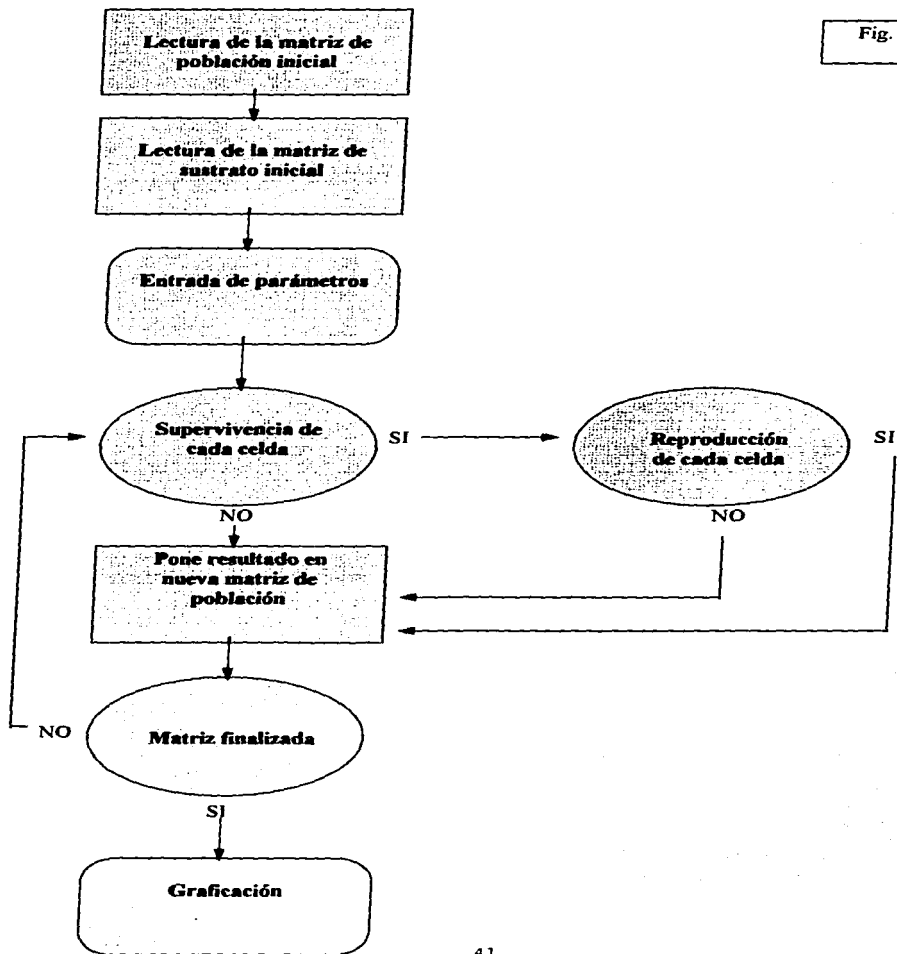 Fig.
Lectura de la matriz de
población inicial
Lectura de la matriz de
sustrato inicial
Entrada de parámetros
Supervivencia de
cada celda
SI
Reproducción
de cada celda
SI
NO
NO
Pone resultado en
nueva matriz de
población
NO
Matriz finalizada
SI
Graficación